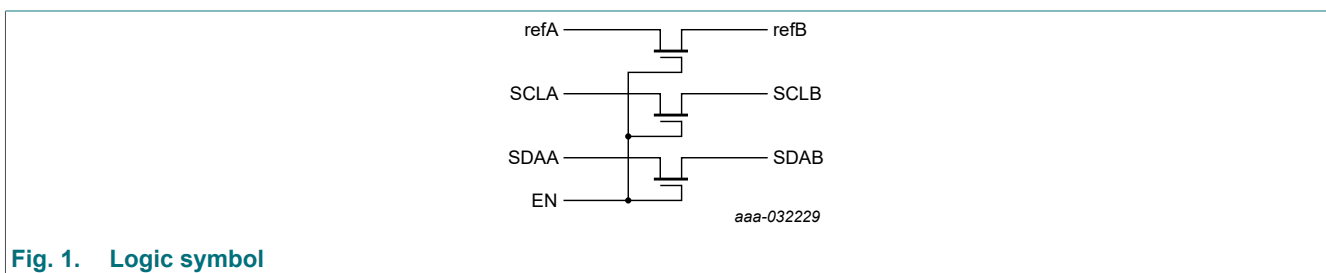 refA refB
SCLA SCLB
SDAA SDAB
EN
aaa-032229
Fig. 1. Logic symbol